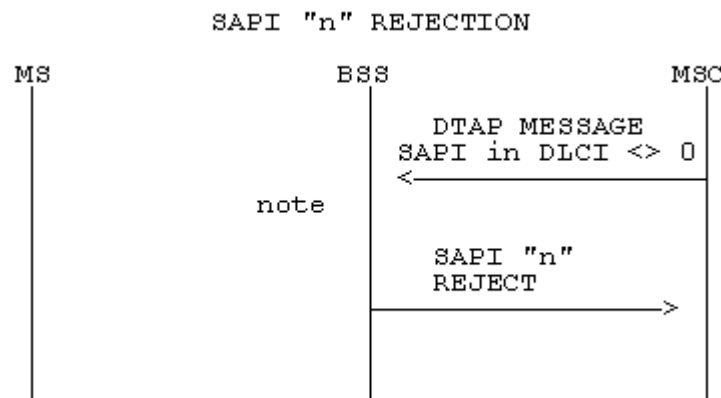 SAPI "n" REJECTION
MS BSS MSC
DTAP MESSAGE
SAPI in DLCI <> 0
note
SAPI "n"
REJECT